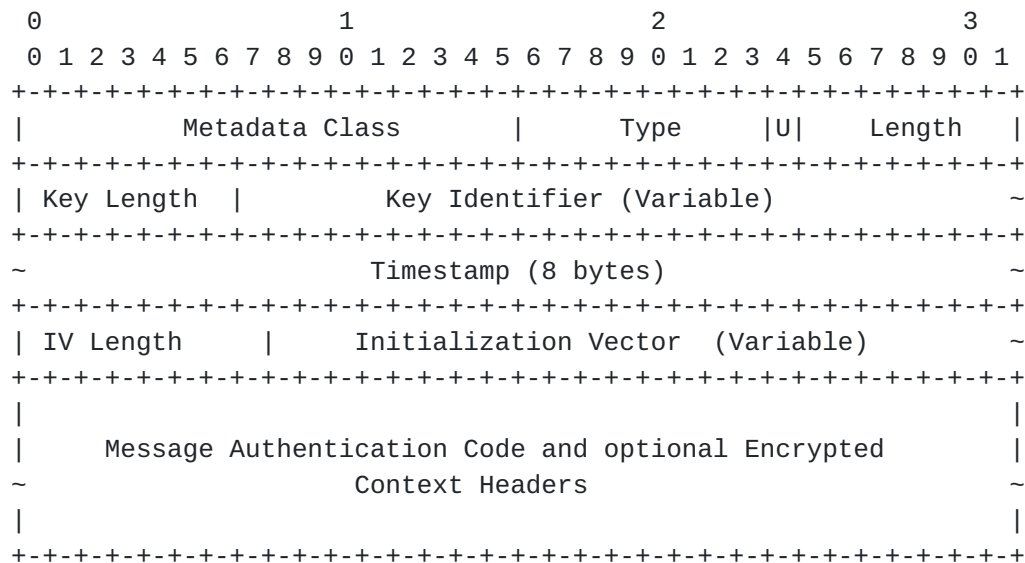 0                   1                   2                   3
 0 1 2 3 4 5 6 7 8 9 0 1 2 3 4 5 6 7 8 9 0 1 2 3 4 5 6 7 8 9 0 1
+-+-+-+-+-+-+-+-+-+-+-+-+-+-+-+-+-+-+-+-+-+-+-+-+-+-+-+-+-+-+-+-+
|          Metadata Class       |      Type     |U|    Length   |
+-+-+-+-+-+-+-+-+-+-+-+-+-+-+-+-+-+-+-+-+-+-+-+-+-+-+-+-+-+-+-+-+
| Key Length  |         Key Identifier (Variable)               ~
+-+-+-+-+-+-+-+-+-+-+-+-+-+-+-+-+-+-+-+-+-+-+-+-+-+-+-+-+-+-+-+-+
~                      Timestamp (8 bytes)                      ~
+-+-+-+-+-+-+-+-+-+-+-+-+-+-+-+-+-+-+-+-+-+-+-+-+-+-+-+-+-+-+-+-+
| IV Length     |     Initialization Vector  (Variable)         ~
+-+-+-+-+-+-+-+-+-+-+-+-+-+-+-+-+-+-+-+-+-+-+-+-+-+-+-+-+-+-+-+-+
|                                                               |
|     Message Authentication Code and optional Encrypted        |
~                     Context Headers                           ~
|                                                               |
+-+-+-+-+-+-+-+-+-+-+-+-+-+-+-+-+-+-+-+-+-+-+-+-+-+-+-+-+-+-+-+-+